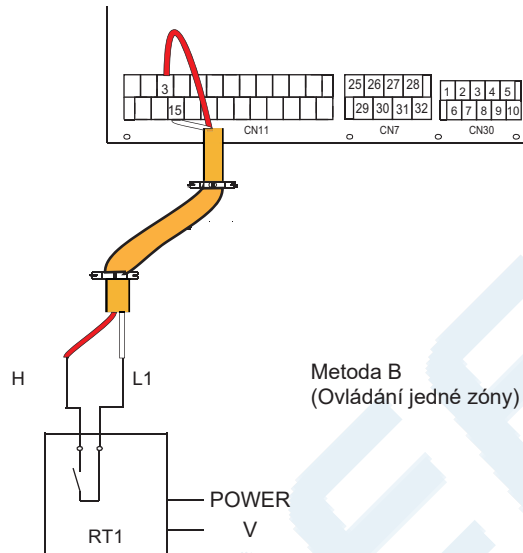 3
25 26 27 28
1 2 3 4 5
15
29 30 31 32
6 7 8 9 10
CN11
CN7
CN30
H
L1
Metoda B
(Ovládání jedné zóny)
POWER
RT1
V